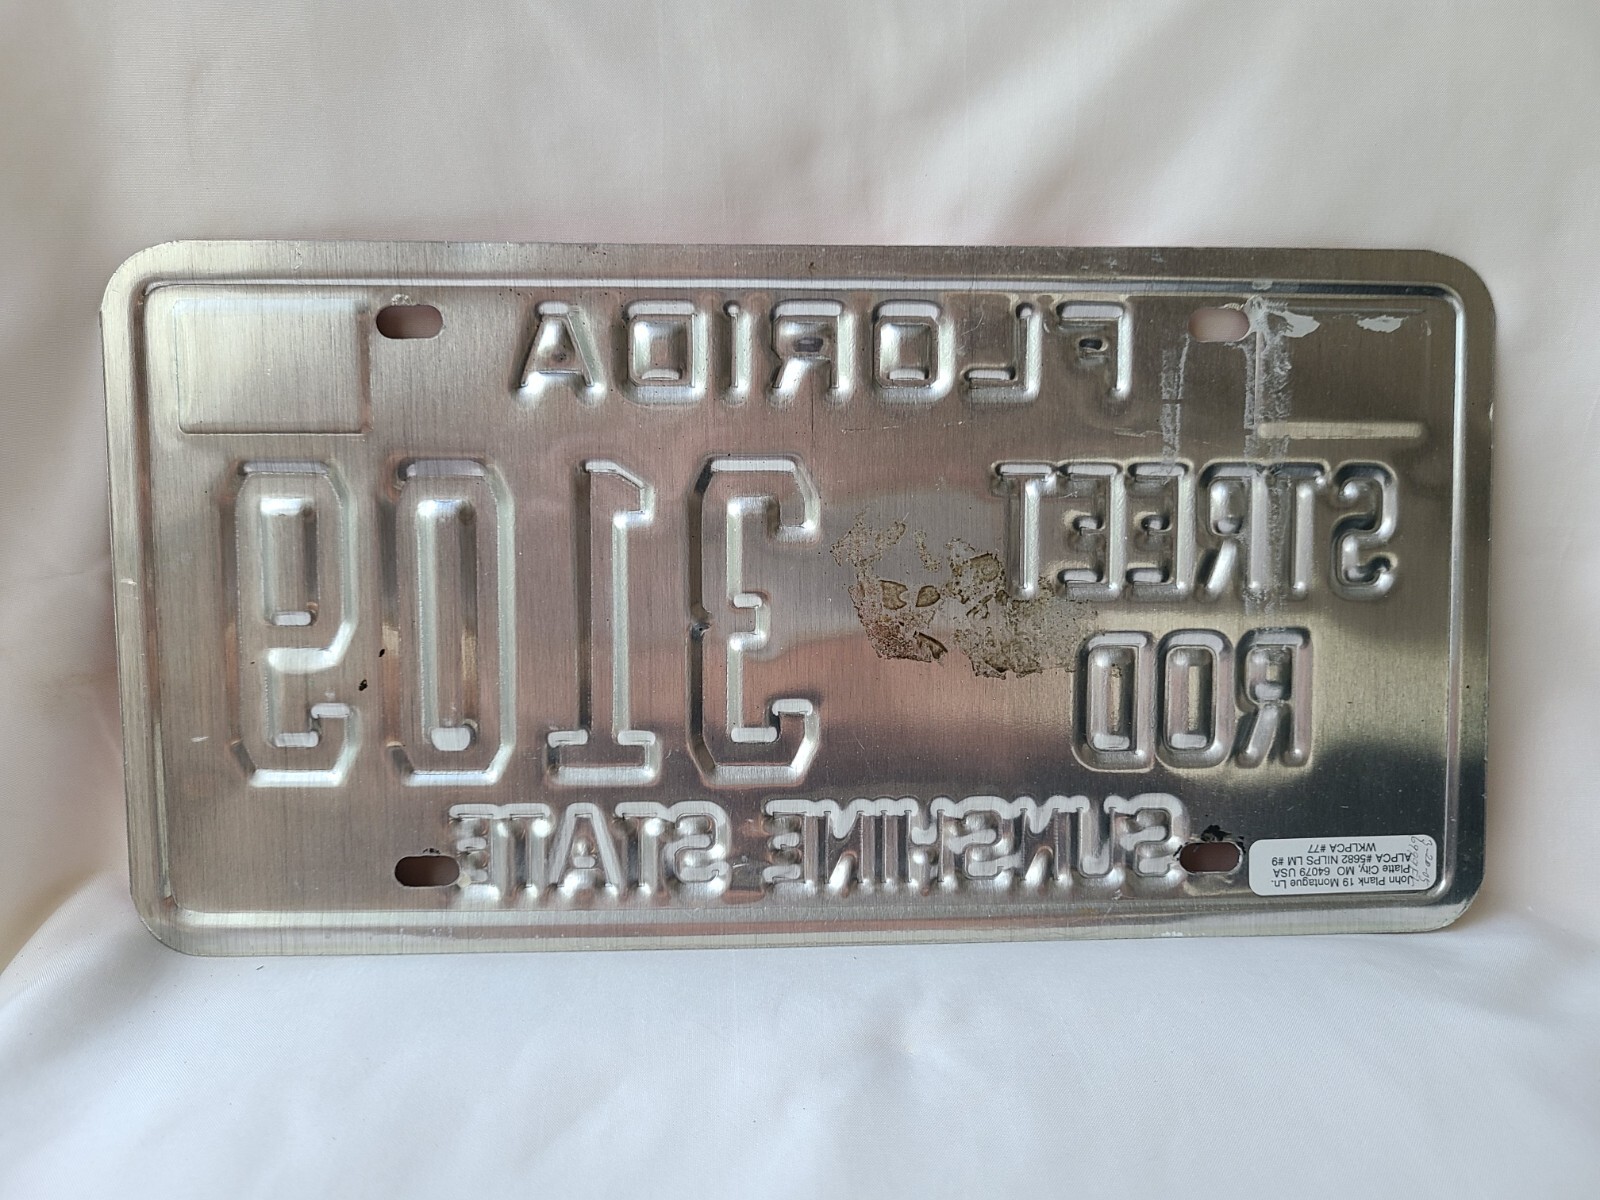 FLORIDA
STREET
ROD
3109
SUNSHINE STATE
John Plank 19 Montague Ln.
Platte City, MO 64079 USA
ALPCA #5682 NILPS LM #9
WKLPCA #77